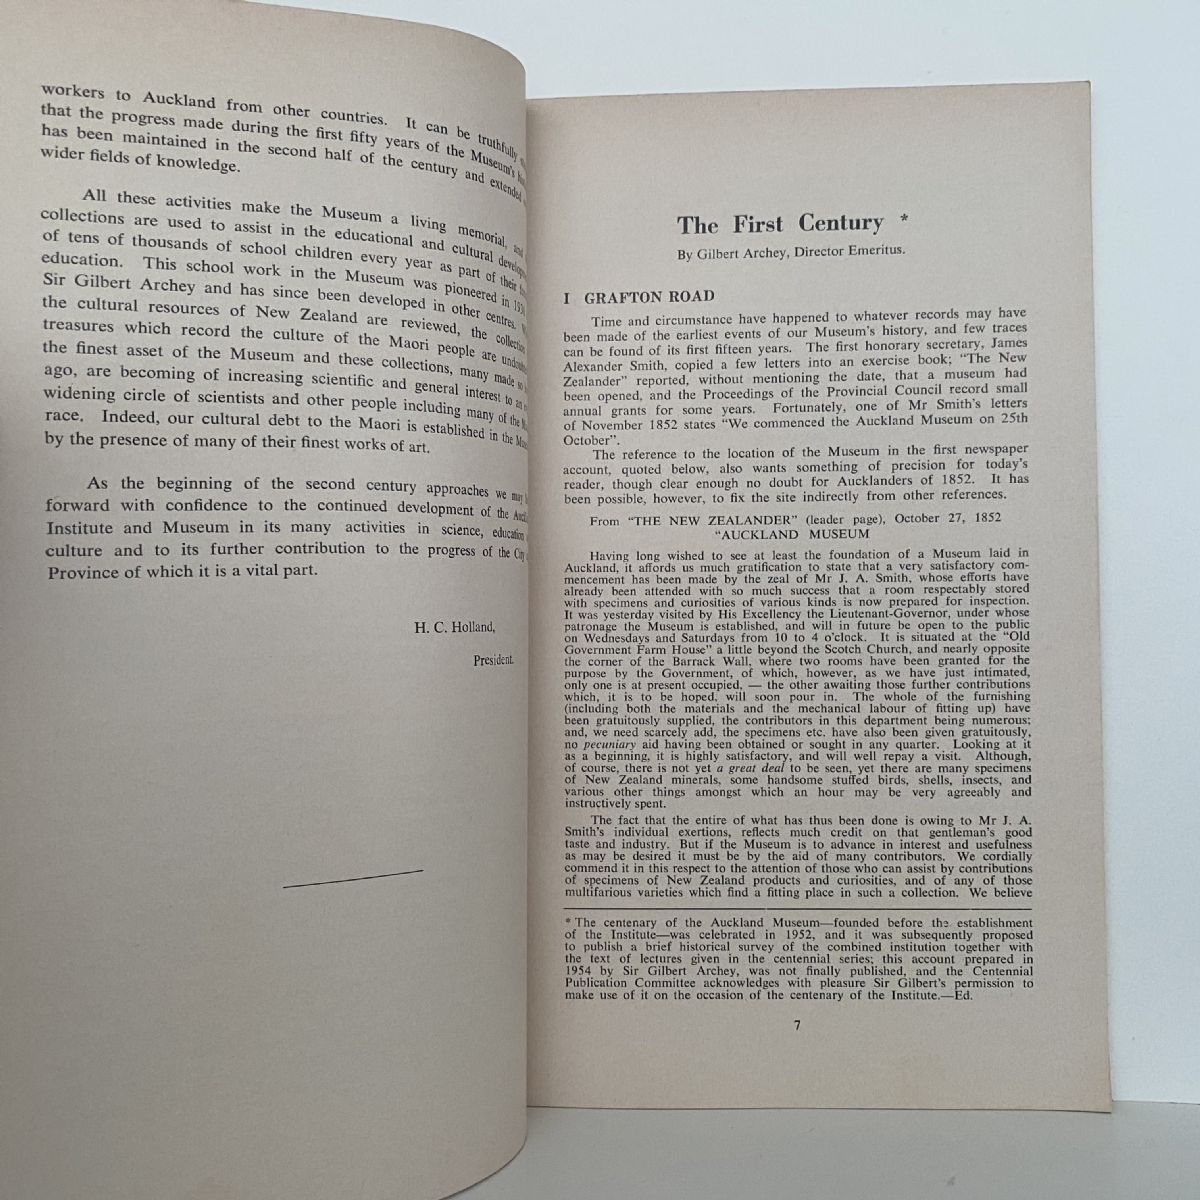 workers to Auckland from other countries. It can be truthfully
that the progress made during the first fifty years of the Museum's
has been maintained in the second half of the century and extended
wider fields of knowledge.
All these activities make the Museum a living memorial,
collections are used to assist in the educational and cultural
of tens of thousands of school children every year as part of their
education. This school work in the Museum was pioneered in
Sir Gilbert Archey and has since been developed in other centres.
the cultural resources of New Zealand are reviewed, the
treasures which record the culture of the Maori people are
the finest asset of the Museum and these collections, many made
ago, are becoming of increasing scientific and general interest to
widening circle of scientists and other people including many of the
race. Indeed, our cultural debt to the Maori is established in the
by the presence of many of their finest works of art.
As the beginning of the second century approaches we may
forward with confidence to the continued development of the
Institute and Museum in its many activities in science, education
culture and to its further contribution to the progress of the City
Province of which it is a vital part.
H. C. Holland,
President.
The First Century *
By Gilbert Archey, Director Emeritus.
I GRAFTON ROAD
Time and circumstance have happened to whatever records may have
been made of the earliest events of our Museum's history, and few traces
can be found of its first fifteen years. The first honorary secretary, James
Alexander Smith, copied a few letters into an exercise book; "The New
Zealander" reported, without mentioning the date, that a museum had
been opened, and the Proceedings of the Provincial Council record small
annual grants for some years. Fortunately, one of Mr Smith's letters
of November 1852 states "We commenced the Auckland Museum on 25th
October".
The reference to the location of the Museum in the first newspaper
account, quoted below, also wants something of precision for today's
reader, though clear enough no doubt for Aucklanders of 1852. It has
been possible, however, to fix the site indirectly from other references.
From "THE NEW ZEALANDER" (leader page), October 27, 1852
"AUCKLAND MUSEUM
Having long wished to see at least the foundation of a Museum laid in
Auckland, it affords us much gratification to state that a very satisfactory com-
mencement has been made by the zeal of Mr J. A. Smith, whose efforts have
already been attended with so much success that a room respectably stored
with specimens and curiosities of various kinds is now prepared for inspection.
It was yesterday visited by His Excellency the Lieutenant-Governor, under whose
patronage the Museum is established, and will in future be open to the public
on Wednesdays and Saturdays from 10 to 4 o'clock. It is situated at the "Old
Government Farm House" a little beyond the Scotch Church, and nearly opposite
the corner of the Barrack Wall, where two rooms have been granted for the
purpose by the Government, of which, however, as we have just intimated,
only one is at present occupied, — the other awaiting those further contributions
which, it is to be hoped, will soon pour in. The whole of the furnishing
(including both the materials and the mechanical labour of fitting up) have
been gratuitously supplied, the contributors in this department being numerous;
and, we need scarcely add, the specimens etc. have also been given gratuitously,
no pecuniary aid having been obtained or sought in any quarter. Looking at it
as a beginning, it is highly satisfactory, and will well repay a visit. Although,
of course, there is not yet a great deal to be seen, yet there are many specimens
of New Zealand minerals, some handsome stuffed birds, shells, insects, and
various other things amongst which an hour may be very agreeably and
instructively spent.
The fact that the entire of what has thus been done is owing to Mr J. A.
Smith's individual exertions, reflects much credit on that gentleman's good
taste and industry. But if the Museum is to advance in interest and usefulness
as may be desired it must be by the aid of many contributors. We cordially
commend it in this respect to the attention of those who can assist by contributions
of specimens of New Zealand products and curiosities, and of any of those
multifarious varieties which find a fitting place in such a collection. We believe
* The centenary of the Auckland Museum—founded before the establishment
of the Institute—was celebrated in 1952, and it was subsequently proposed
to publish a brief historical survey of the combined institution together with
the text of lectures given in the centennial series; this account prepared in
1954 by Sir Gilbert Archey, was not finally published, and the Centennial
Publication Committee acknowledges with pleasure Sir Gilbert's permission to
make use of it on the occasion of the centenary of the Institute.—Ed.
7